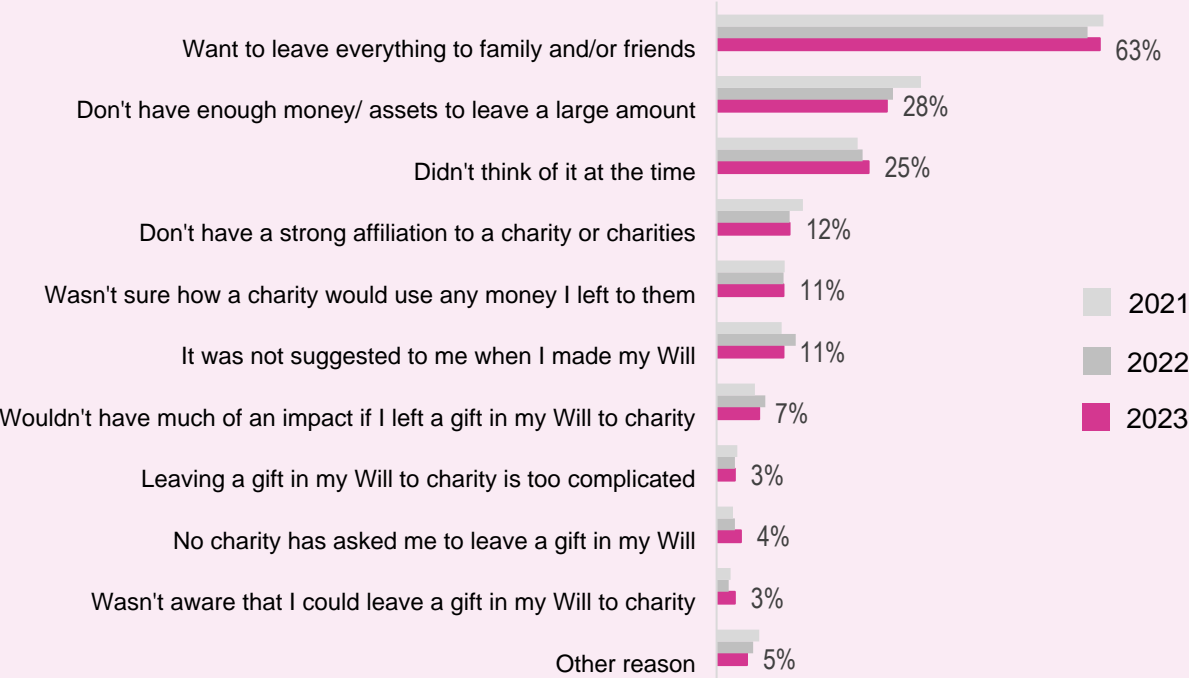 Want to leave everything to family and/or friends
63%
Don't have enough money/ assets to leave a large amount
28%
Didn't think of it at the time
25%
Don't have a strong affiliation to a charity or charities
12%
Wasn't sure how a charity would use any money I left to them
11%
It was not suggested to me when I made my Will
11%
Wouldn't have much of an impact if I left a gift in my Will to charity
7%
Leaving a gift in my Will to charity is too complicated
3%
No charity has asked me to leave a gift in my Will
4%
Wasn't aware that I could leave a gift in my Will to charity
3%
Other reason
5%
2021
2022
2023